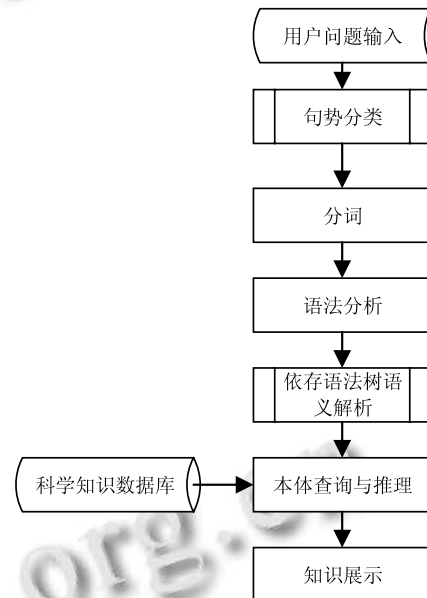 用户问题输入
句势分类
分词
语法分析
依存语法树语
义解析
科学知识数据库
本体查询与推理
知识展示
org.cn